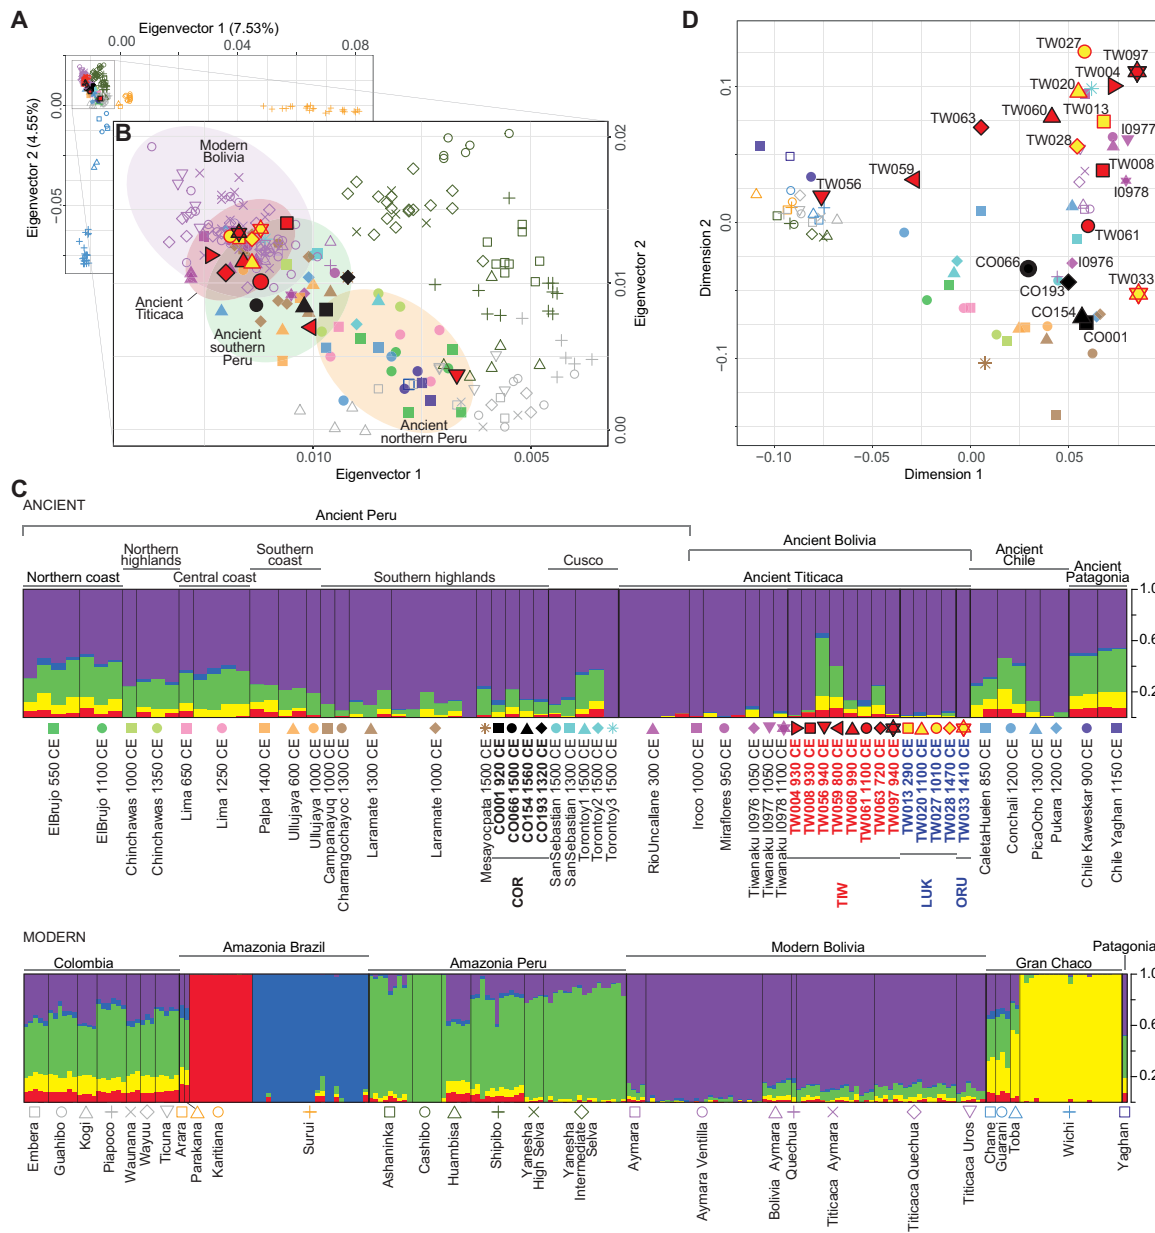 A
Eigenvector 1 (7.53%)
0.00
0.04
0.08
Eigenvector 2 (4.55%)
0.00
−0.05
B
Modern
Bolivia
Ancient
Titicaca
Ancient
southern
Peru
Ancient
northern Peru
0.02
0.01
0.00
Eigenvector 2
0.010
0.005
Eigenvector 1
D
Dimension 2
0.1
0.0
−0.1
TW027
TW097
TW004
TW020
TW060
TW013
TW063
I0977
TW028
TW008
TW059
I0978
TW056
TW061
CO066
I0976
CO193
TW033
CO154
CO001
−0.10
−0.05
0.00
0.05
Dimension 1
C
ANCIENT
Ancient Peru
Ancient Bolivia
Northern
highlands
Southern
coast
Cusco
Ancient
Chile
Northern coast
Central coast
Southern highlands
Ancient Titicaca
Ancient
Patagonia
1.0
0.6
0.2
ElBrujo 550 CE
ElBrujo 1100 CE
Chinchawas 1000 CE
Chinchawas 1350 CE
Lima 650 CE
Lima 1250 CE
Palpa 1400 CE
Ullujaya 600 CE
Ullujaya 1000 CE
Campanayuq 1000 CE
Charrangochayoc 1300 CE
Laramate 1300 CE
Laramate 1000 CE
Mesayocpata 1500 CE
CO001 920 CE
CO066 1500 CE
CO154 1560 CE
CO193 1320 CE
SanSebastian 1500 CE
SanSebastian 1300 CE
Torontoy1 1500 CE
Torontoy2 1500 CE
Torontoy3 1500 CE
RioUncallane 300 CE
Iroco 1000 CE
Miraflores 950 CE
Tiwanaku I0976 1050 CE
Tiwanaku I0977 1050 CE
Tiwanaku I0978 1100 CE
TW004 930 CE
TW008 930 CE
TW056 940 CE
TW059 800 CE
TW060 990 CE
TW061 1100 CE
TW063 720 CE
TW097 940 CE
TW013 290 CE
TW020 1100 CE
TW027 1010 CE
TW028 1470 CE
TW033 1410 CE
CaletaHuelen 850 CE
Conchali 1200 CE
PicaOcho 1300 CE
Pukara 1200 CE
Chile Kaweskar 900 CE
Chile Yaghan 1150 CE
COR
TIW
LUK
ORU
MODERN
Colombia
Amazonia Brazil
Amazonia Peru
Modern Bolivia
Gran Chaco
Patagonia
1.0
0.6
0.2
Embera
Guahibo
Kogi
Piapoco
Waunana
Wayuu
Ticuna
Arara
Parakana
Karitiana
Surui
Ashaninka
Cashibo
Huambisa
Shipibo
Yanesha
High Selva
Yanesha
Intermediate
Selva
Aymara
Aymara Ventilla
Bolivia Aymara
Quechua
Titicaca Aymara
Titicaca Quechua
Titicaca Uros
Chane
Guarani
Toba
Wichi
Yaghan